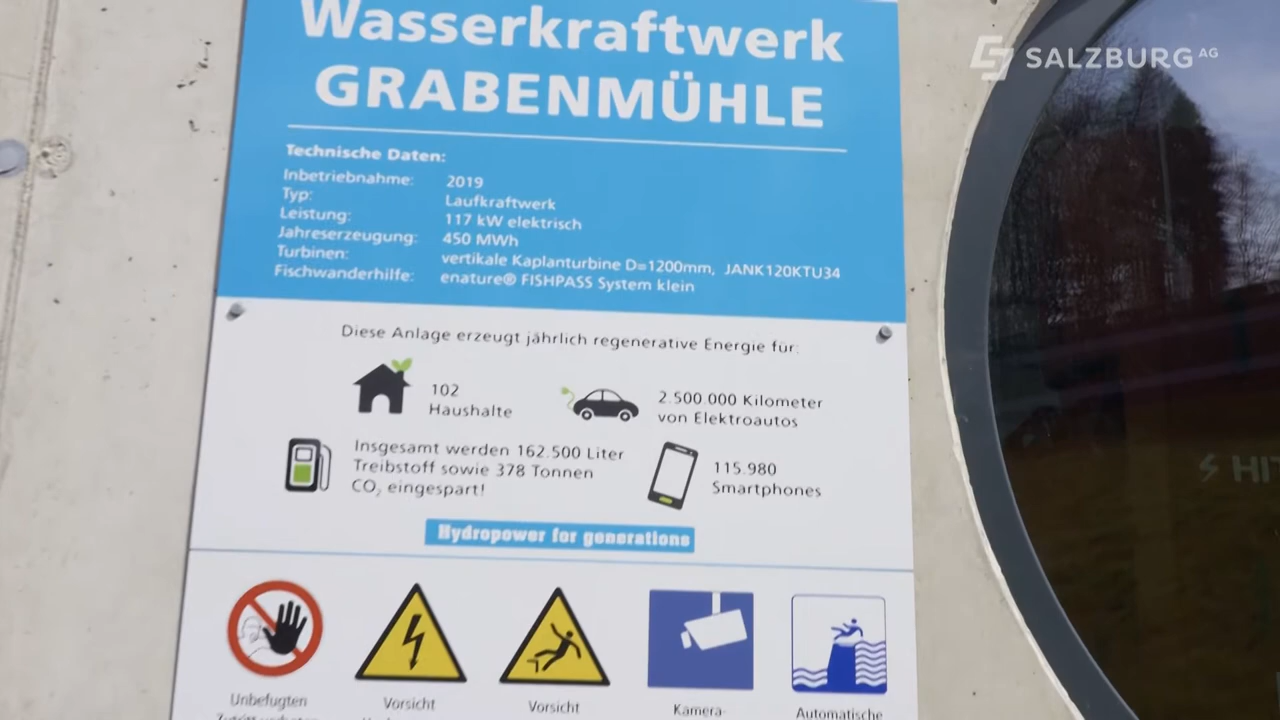 SALZBURG AG
Wasserkraftwerk
GRABENMÜHLE
Technische Daten:
Inbetriebnahme: 2019
Typ: Laufkraftwerk
Leistung: 117 kW elektrisch
Jahreserzeugung: 450 MWh
Turbinen: vertikale Kaplanturbine D=1200mm, JANK120KTU34
Fischwanderhilfe: enature® FISHPASS System klein
Diese Anlage erzeugt jährlich regenerative Energie für:
102
Haushalte
2.500.000 Kilometer
von Elektroautos
Insgesamt werden 162.500 Liter
Treibstoff sowie 378 Tonnen
CO₂ eingespart!
115.980
Smartphones
Hydropower for generations
Unbefugten
Vorsicht
Vorsicht
Kamera-
Automatische